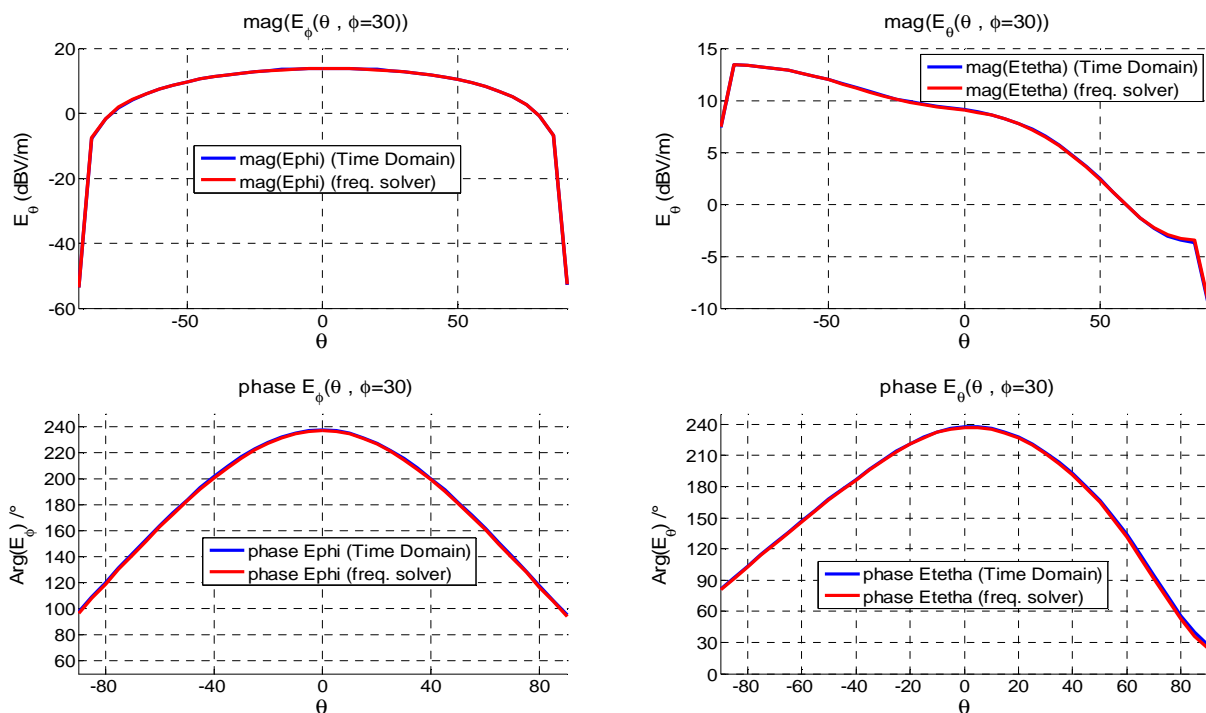 mag(E_ϕ(θ , ϕ=30))
20
0
-20
-40
-60
E_θ (dBV/m)
mag(Ephi) (Time Domain)
mag(Ephi) (freq. solver)
-50
0
50
θ
mag(E_θ(θ , ϕ=30))
15
10
5
0
-5
-10
E_θ (dBV/m)
mag(Etetha) (Time Domain)
mag(Etetha) (freq. solver)
-50
0
50
θ
phase E_ϕ(θ , ϕ=30)
240
220
200
180
160
140
120
100
80
60
Arg(E_ϕ) /°
phase Ephi (Time Domain)
phase Ephi (freq. solver)
-80
-40
0
40
80
θ
phase E_θ(θ , ϕ=30)
240
210
180
150
120
90
60
30
0
Arg(E_θ) /°
phase Etetha (Time Domain)
phase Etetha (freq. solver)
-80
-60
-40
-20
0
20
40
60
80
θ